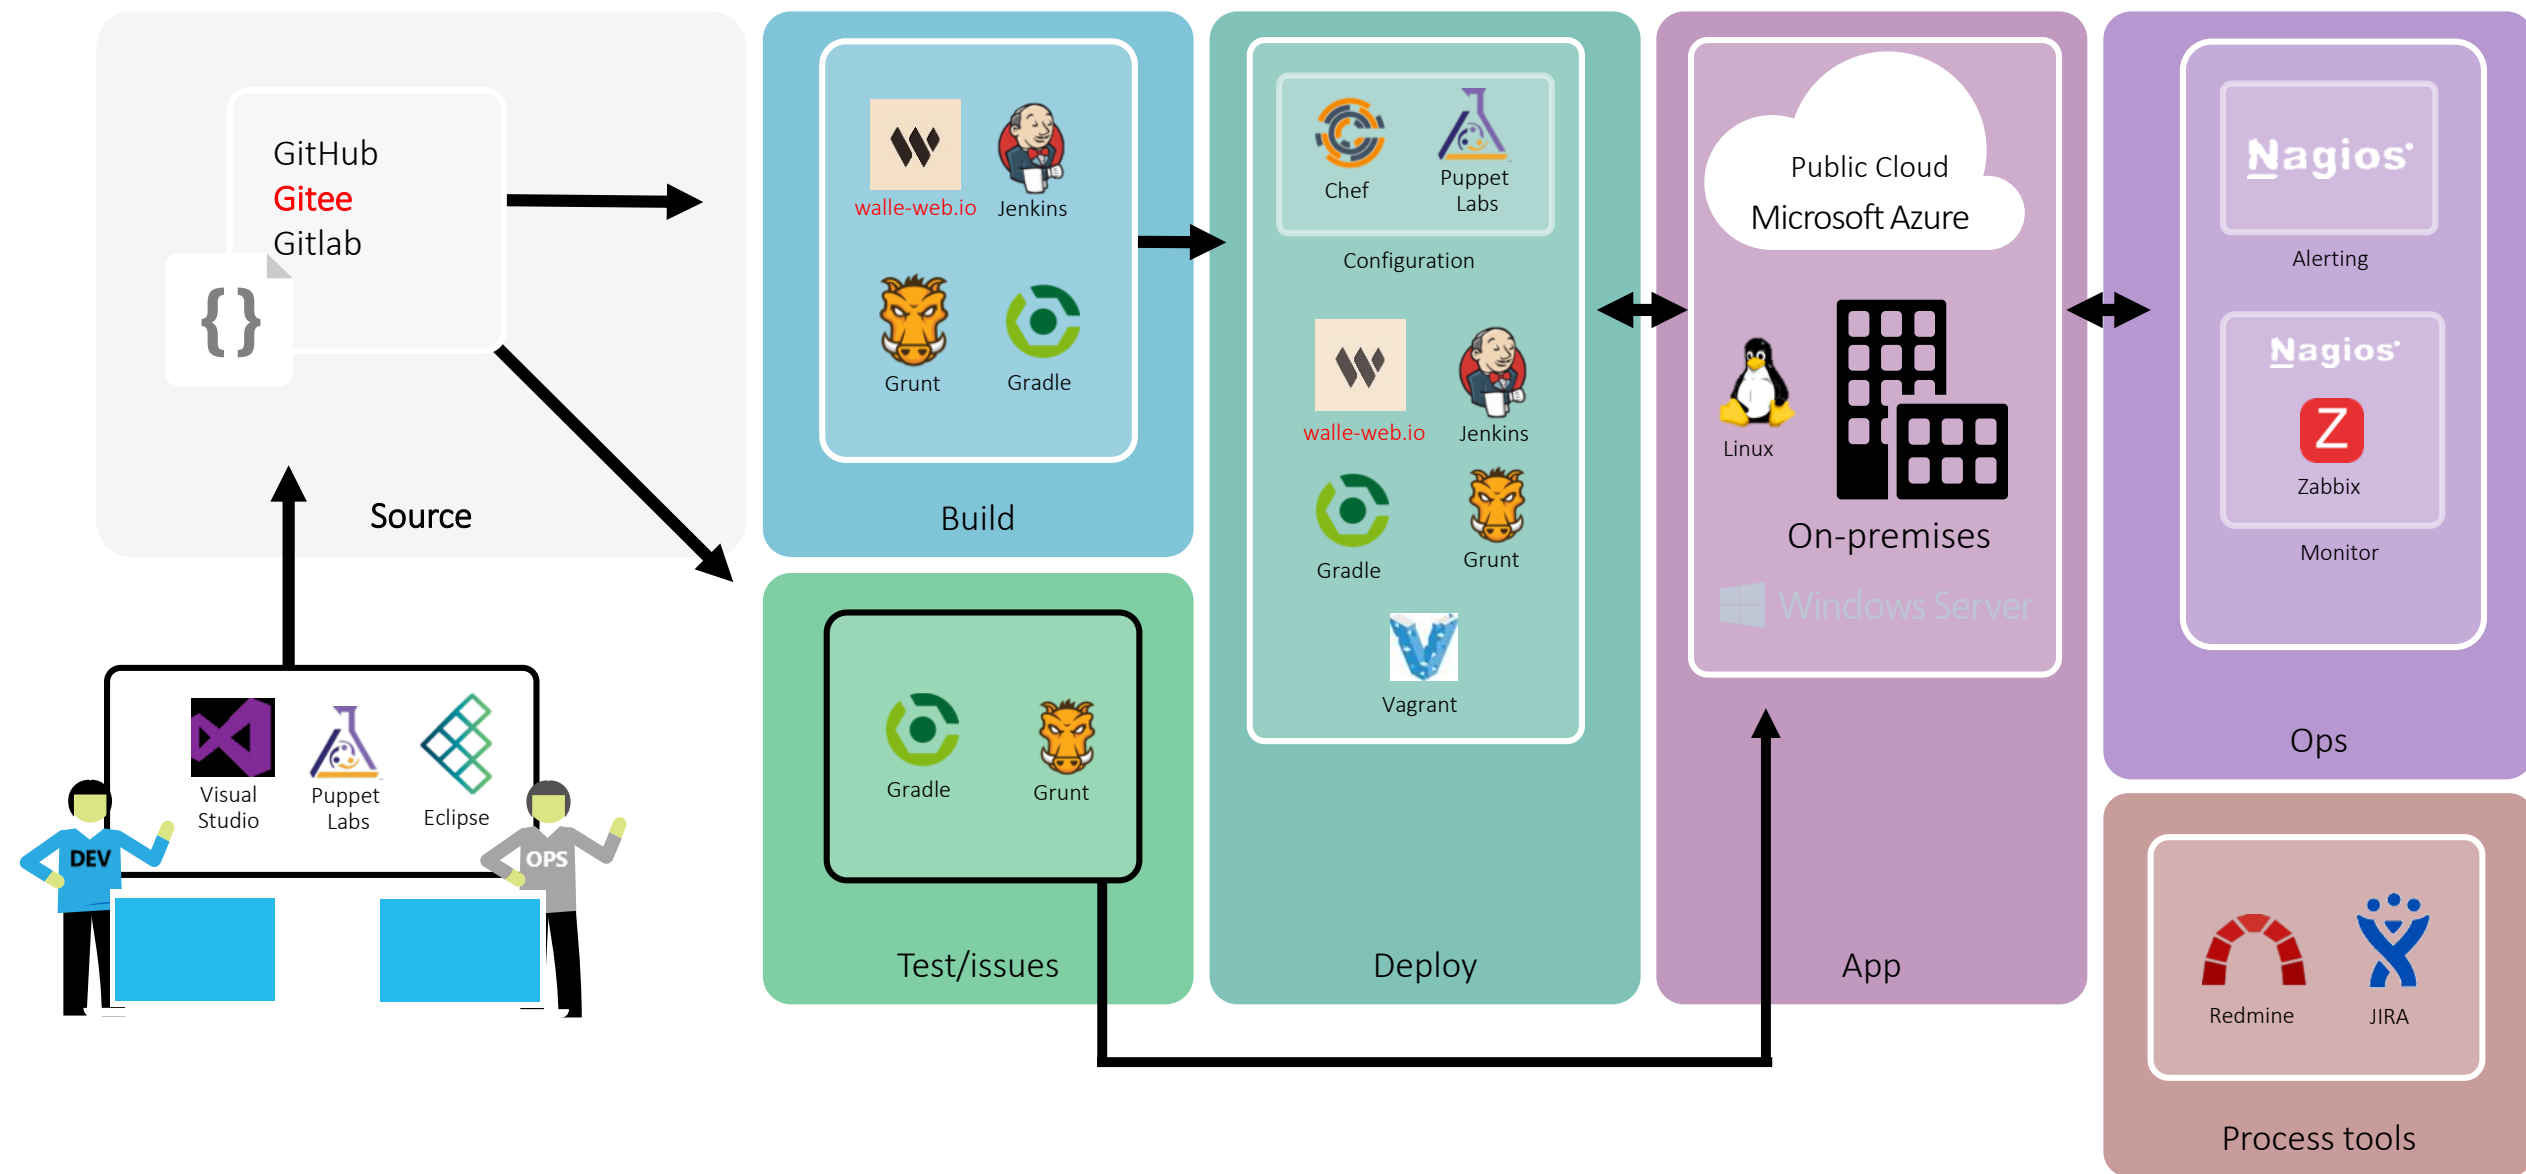 GitHub
Gitee
Gitlab
{}
Source
Visual
Studio
Puppet
Labs
Eclipse
DEV
OPS
W
walle-web.io
Jenkins
Grunt
Gradle
Build
Gradle
Grunt
Test/issues
Chef
Puppet
Labs
Configuration
W
walle-web.io
Jenkins
Gradle
Grunt
Vagrant
Deploy
Public Cloud
Microsoft Azure
Linux
On-premises
Windows Server
App
Nagios
Alerting
Nagios
Z
Zabbix
Monitor
Ops
Redmine
JIRA
Process tools